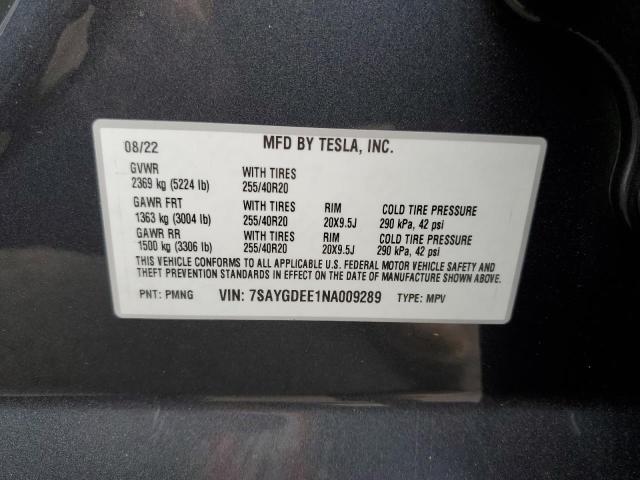 08/22 MFD BY TESLA, INC.
GVWR WITH TIRES
2369 kg (5224 lb) 255/40R20
GAWR FRT WITH TIRES RIM COLD TIRE PRESSURE
1363 kg (3004 lb) 255/40R20 20X9.5J 290 kPa, 42 psi
GAWR RR WITH TIRES RIM COLD TIRE PRESSURE
1500 kg (3306 lb) 255/40R20 20X9.5J 290 kPa, 42 psi
THIS VEHICLE CONFORMS TO ALL APPLICABLE U.S. FEDERAL MOTOR VEHICLE SAFETY AND
THEFT PREVENTION STANDARDS IN EFFECT ON THE DATE OF MANUFACTURE SHOWN ABOVE.
PNT: PMNG VIN: 7SAYGDEE1NA009289 TYPE: MPV